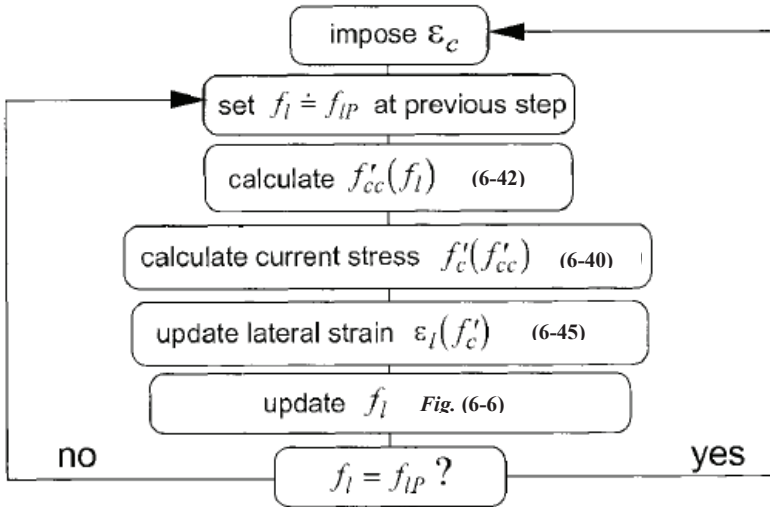 impose ε_c
set f_l ≐ f_lP at previous step
calculate f'_cc(f_l) (6-42)
calculate current stress f'_c(f'_cc) (6-40)
update lateral strain ε_l(f'_c) (6-45)
update f_l Fig. (6-6)
no
yes
f_l = f_lP ?